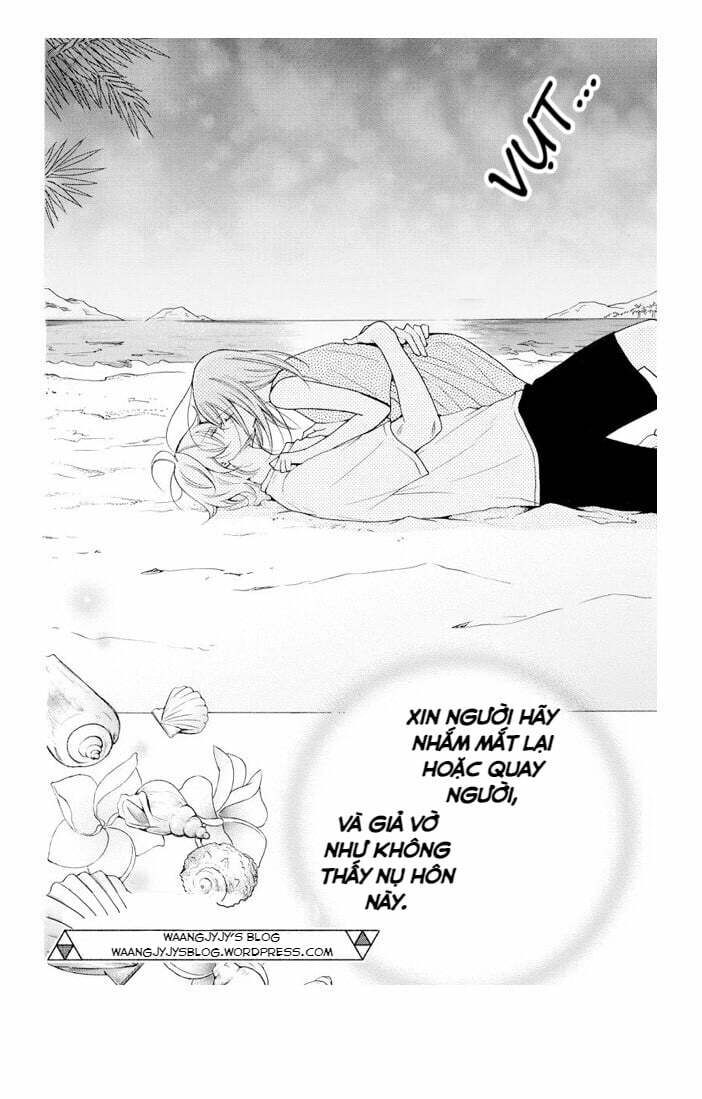 VỤT...
XIN NGƯỜI HÃY
NHẮM MẮT LẠI
HOẶC QUAY
NGƯỜI,
VÀ GIẢ VỜ
NHƯ KHÔNG
THẤY NỤ HÔN
NÀY.
WAANGJYJY'S BLOG
WAANGJYJYSBLOG.WORDPRESS.COM